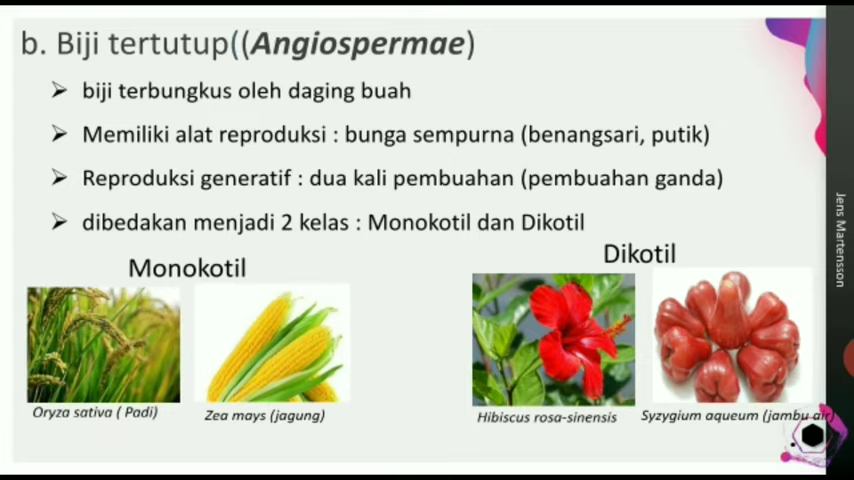 b. Biji tertutup((Angiospermae)
biji terbungkus oleh daging buah
Memiliki alat reproduksi : bunga sempurna (benangsari, putik)
Reproduksi generatif : dua kali pembuahan (pembuahan ganda)
dibedakan menjadi 2 kelas : Monokotil dan Dikotil
Monokotil
Dikotil
Oryza sativa ( Padi)
Zea mays (jagung)
Hibiscus rosa-sinensis
Syzygium aqueum (jambu air)
Jens Martensson